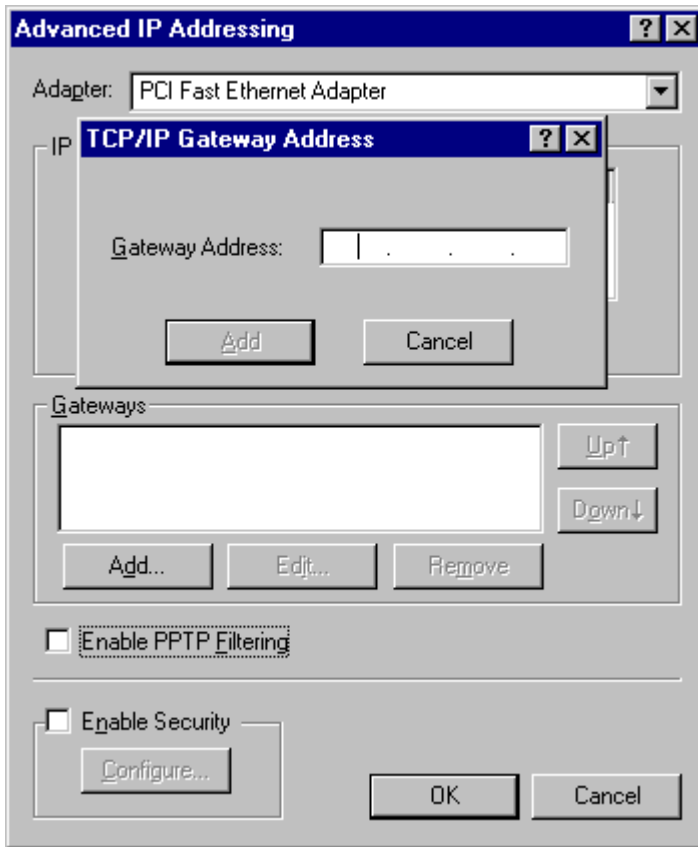 Advanced IP Addressing
Adapter: PCI Fast Ethernet Adapter
IP
TCP/IP Gateway Address
Gateway Address: . . .
Add Cancel
Gateways
Up↑
Down↓
Add... Edit... Remove
Enable PPTP Filtering
Enable Security
Configure...
OK Cancel